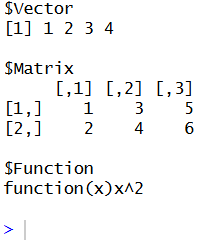 $Vector
[1] 1 2 3 4
$Matrix
[,1] [,2] [,3]
[1,] 1 3 5
[2,] 2 4 6
$Function
function(x)x^2
>